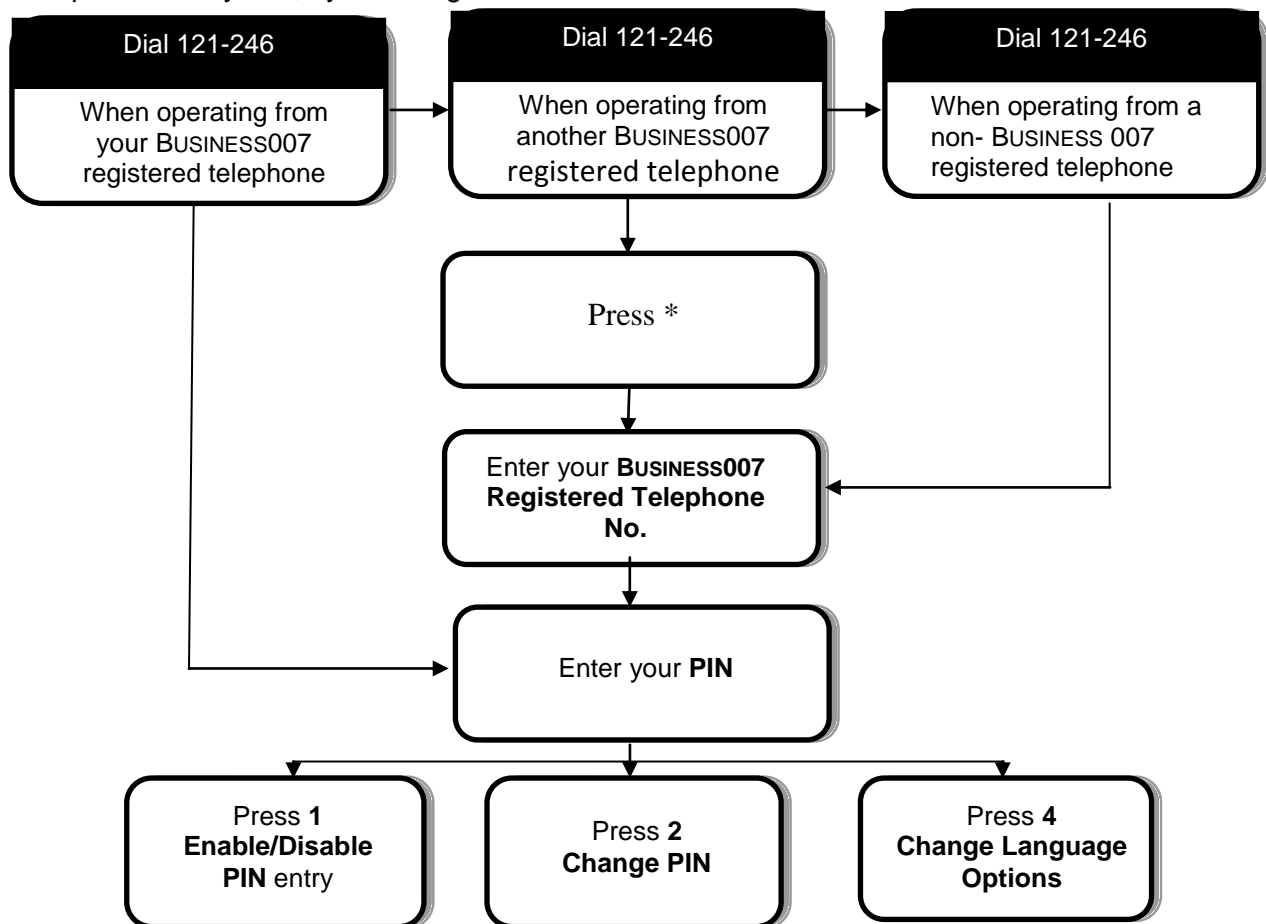 Dial 121-246
When operating from
your BUSINESS007
registered telephone
Dial 121-246
When operating from
another BUSINESS007
registered telephone
Dial 121-246
When operating from a
non- BUSINESS 007
registered telephone
Press *
Enter your BUSINESS007
Registered Telephone
No.
Enter your PIN
Press 1
Enable/Disable
PIN entry
Press 2
Change PIN
Press 4
Change Language
Options